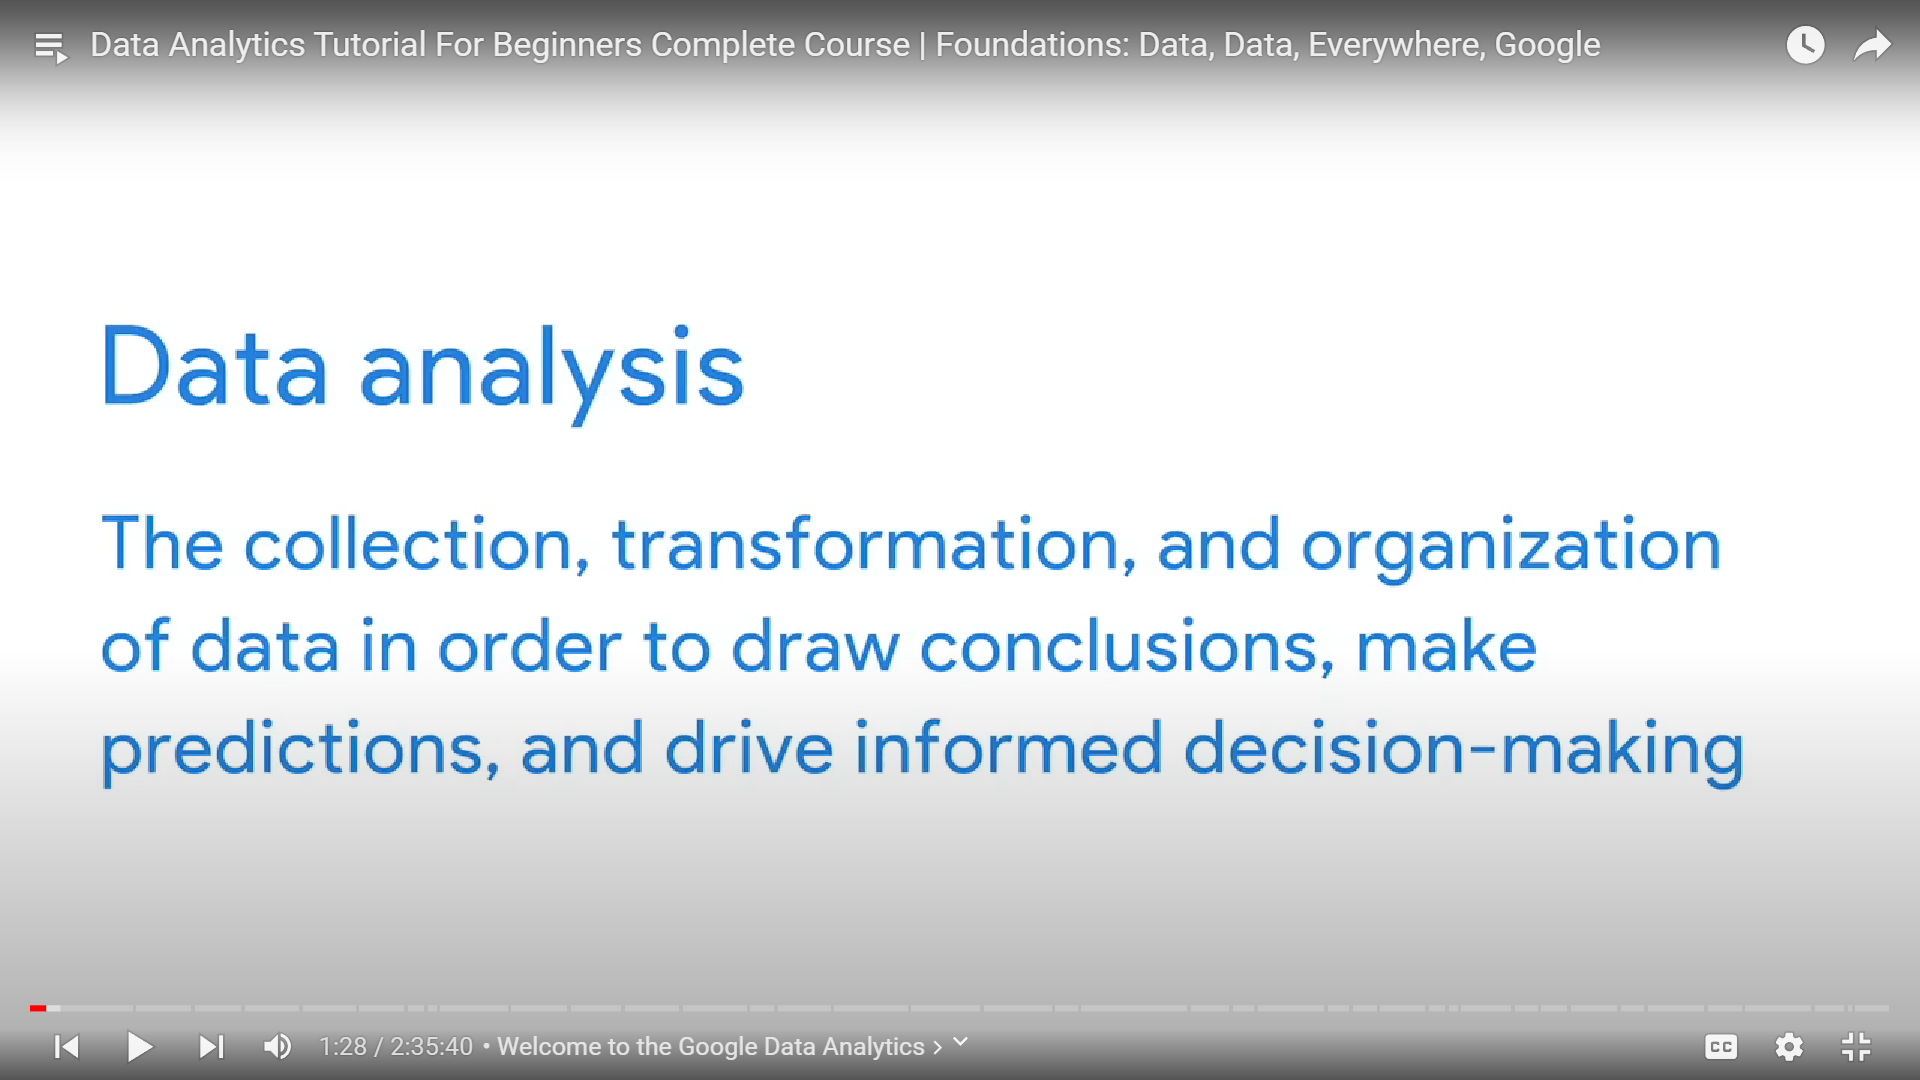 Data Analytics Tutorial For Beginners Complete Course | Foundations: Data, Data, Everywhere, Google
Data analysis
The collection, transformation, and organization
of data in order to draw conclusions, make
predictions, and drive informed decision-making
1:28 / 2:35:40 • Welcome to the Google Data Analytics
CC